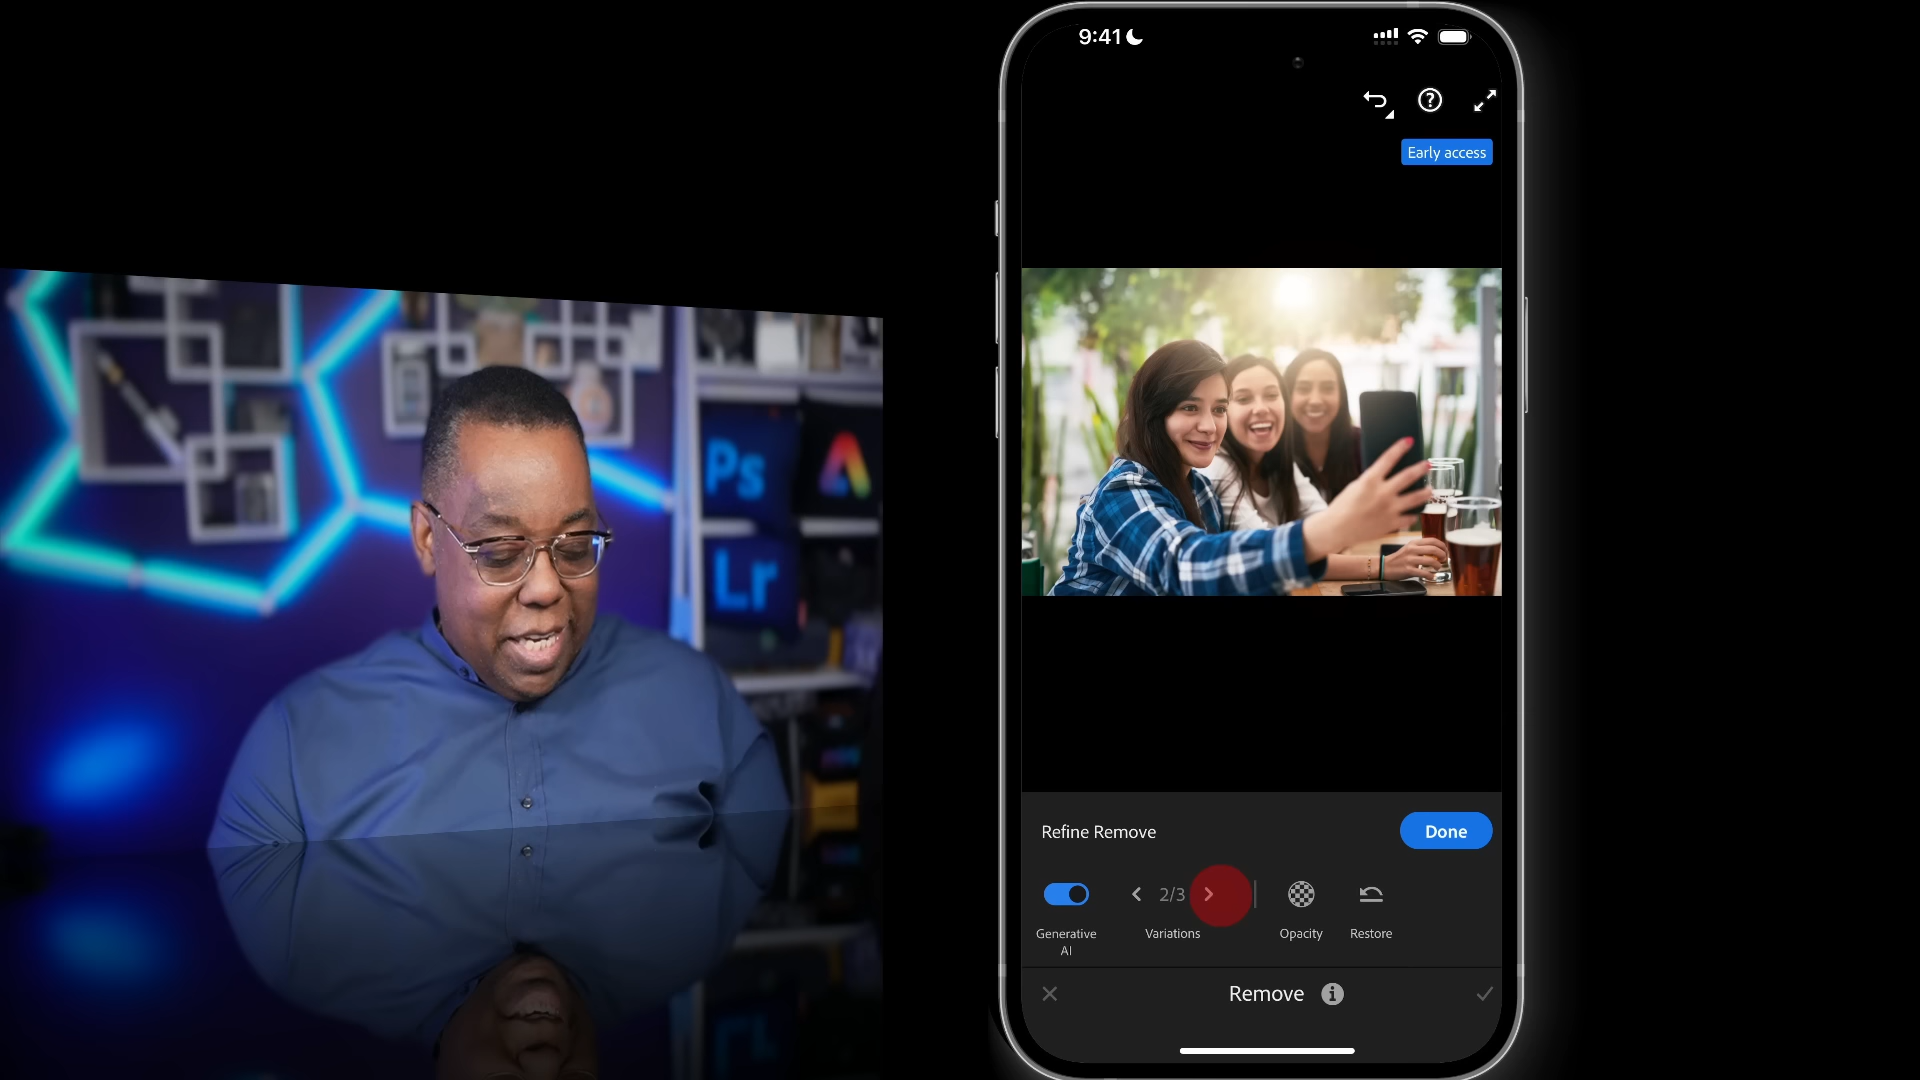 9:41
Early access
Ps
Lr
Refine Remove
Done
2/3
Generative
AI
Variations
Opacity
Restore
Remove